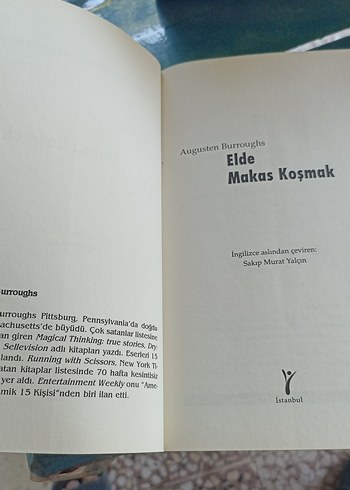 urroughs
urroughs Pittsburg, Pennsylvania'da doğdu
achusetts'de büyüdü. Çok satanlar listesine
an giren Magical Thinking: true stories, Dry,
Sellevision adlı kitapları yazdı. Eserleri 15
landı. Running with Scissors, New York Ti-
atan kitaplar listesinde 70 hafta kesintisiz
yer aldı. Entertainment Weekly onu "Ame-
mik 15 Kişisi"nden biri ilan etti.
Augusten Burroughs
Elde
Makas Koşmak
İngilizce aslından çeviren:
Sakıp Murat Yalçın
İstanbul